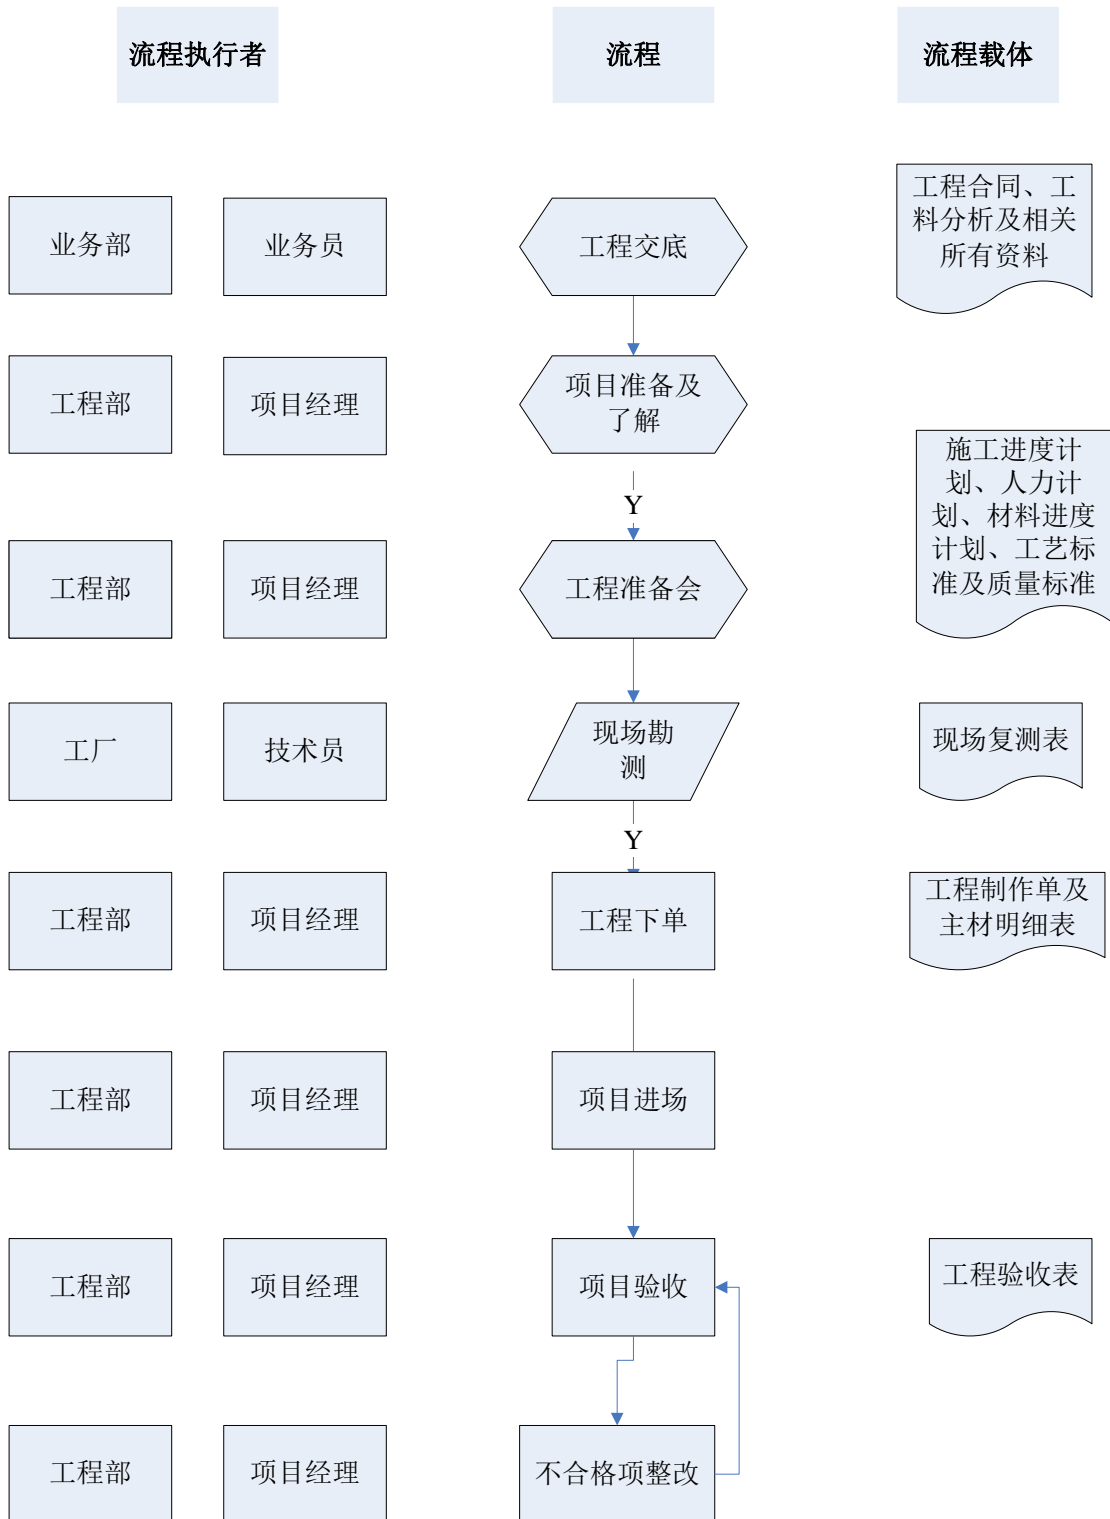 流程执行者
流程
流程载体
业务部
业务员
工程交底
工程合同、工
料分析及相关
所有资料
工程部
项目经理
项目准备及
了解
施工进度计
划、人力计
划、材料进度
计划、工艺标
准及质量标准
Y
工程部
项目经理
工程准备会
工厂
技术员
现场勘
测
现场复测表
Y
工程部
项目经理
工程下单
工程制作单及
主材明细表
工程部
项目经理
项目进场
工程部
项目经理
项目验收
工程验收表
工程部
项目经理
不合格项整改